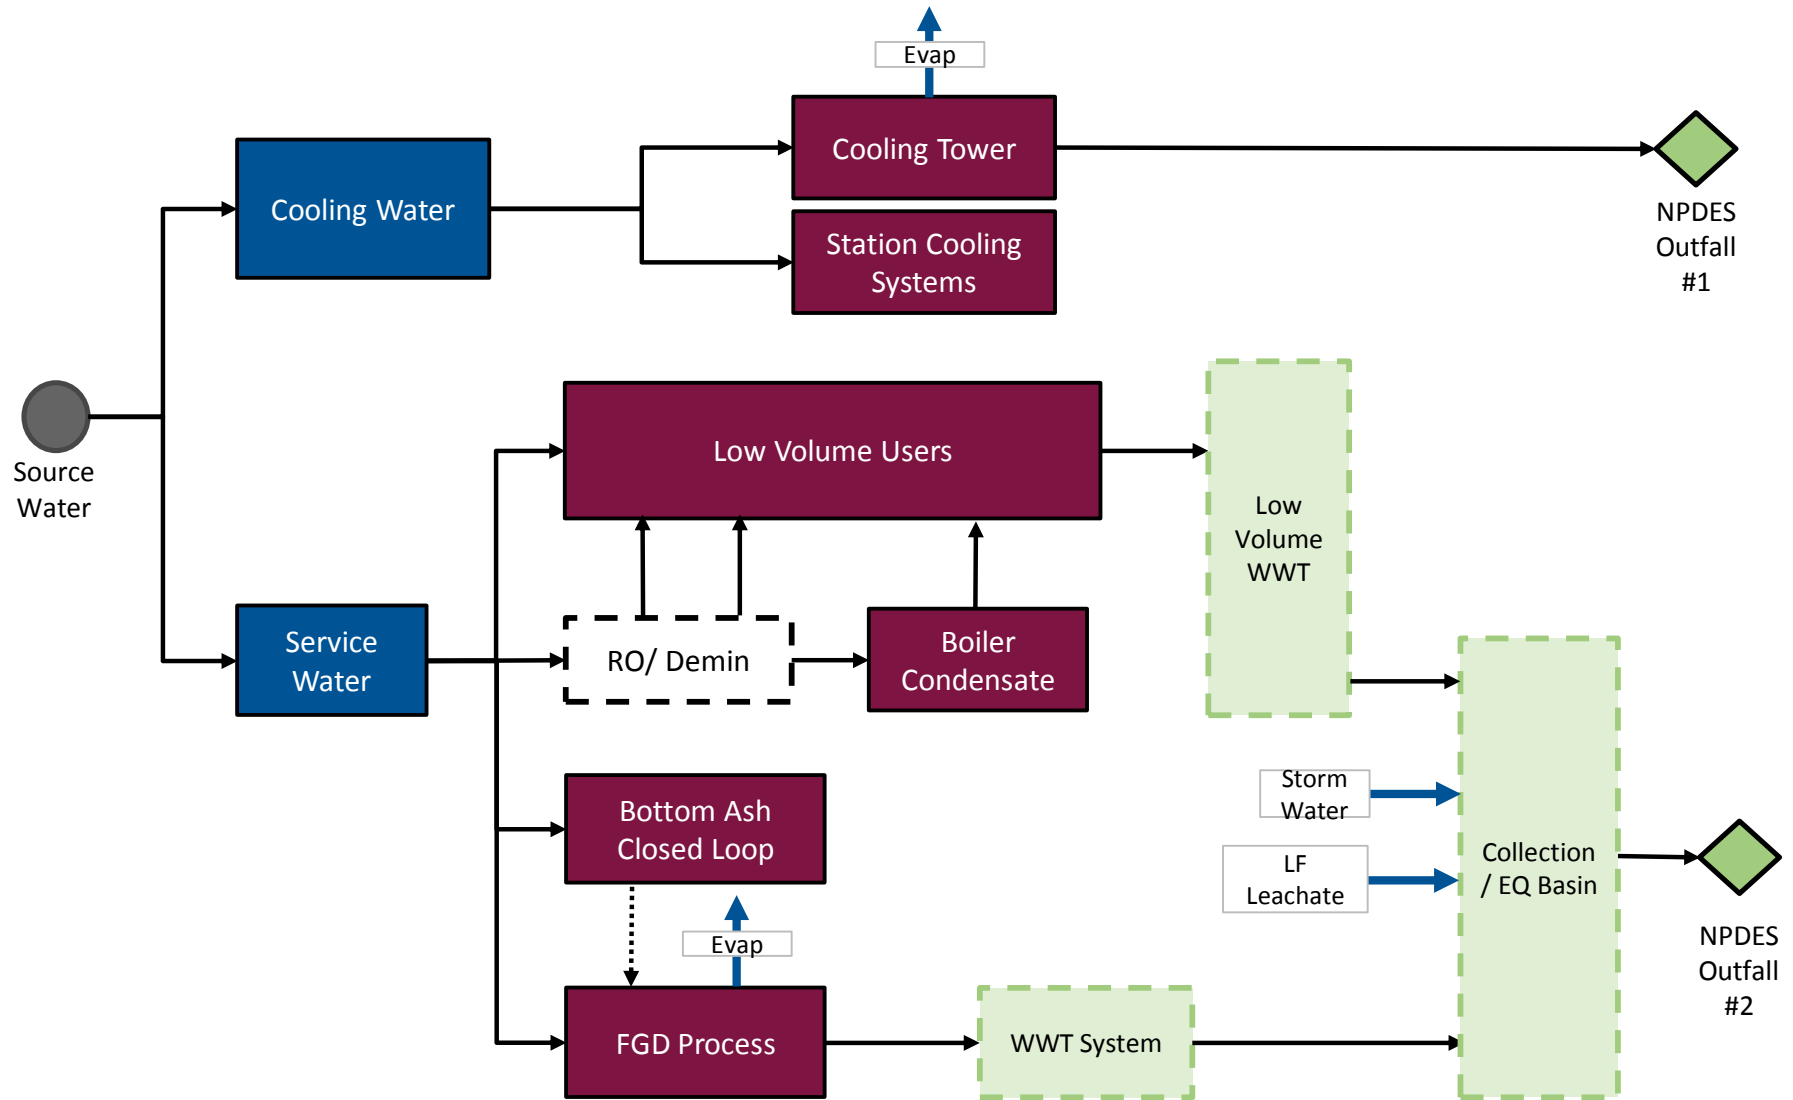 Evap
Cooling Tower
Cooling Water
Station Cooling
Systems
NPDES
Outfall
#1
Source
Water
Low Volume Users
Low
Volume
WWT
Service
Water
RO/ Demin
Boiler
Condensate
Bottom Ash
Closed Loop
Storm
Water
LF
Leachate
Collection
/ EQ Basin
Evap
NPDES
Outfall
#2
FGD Process
WWT System